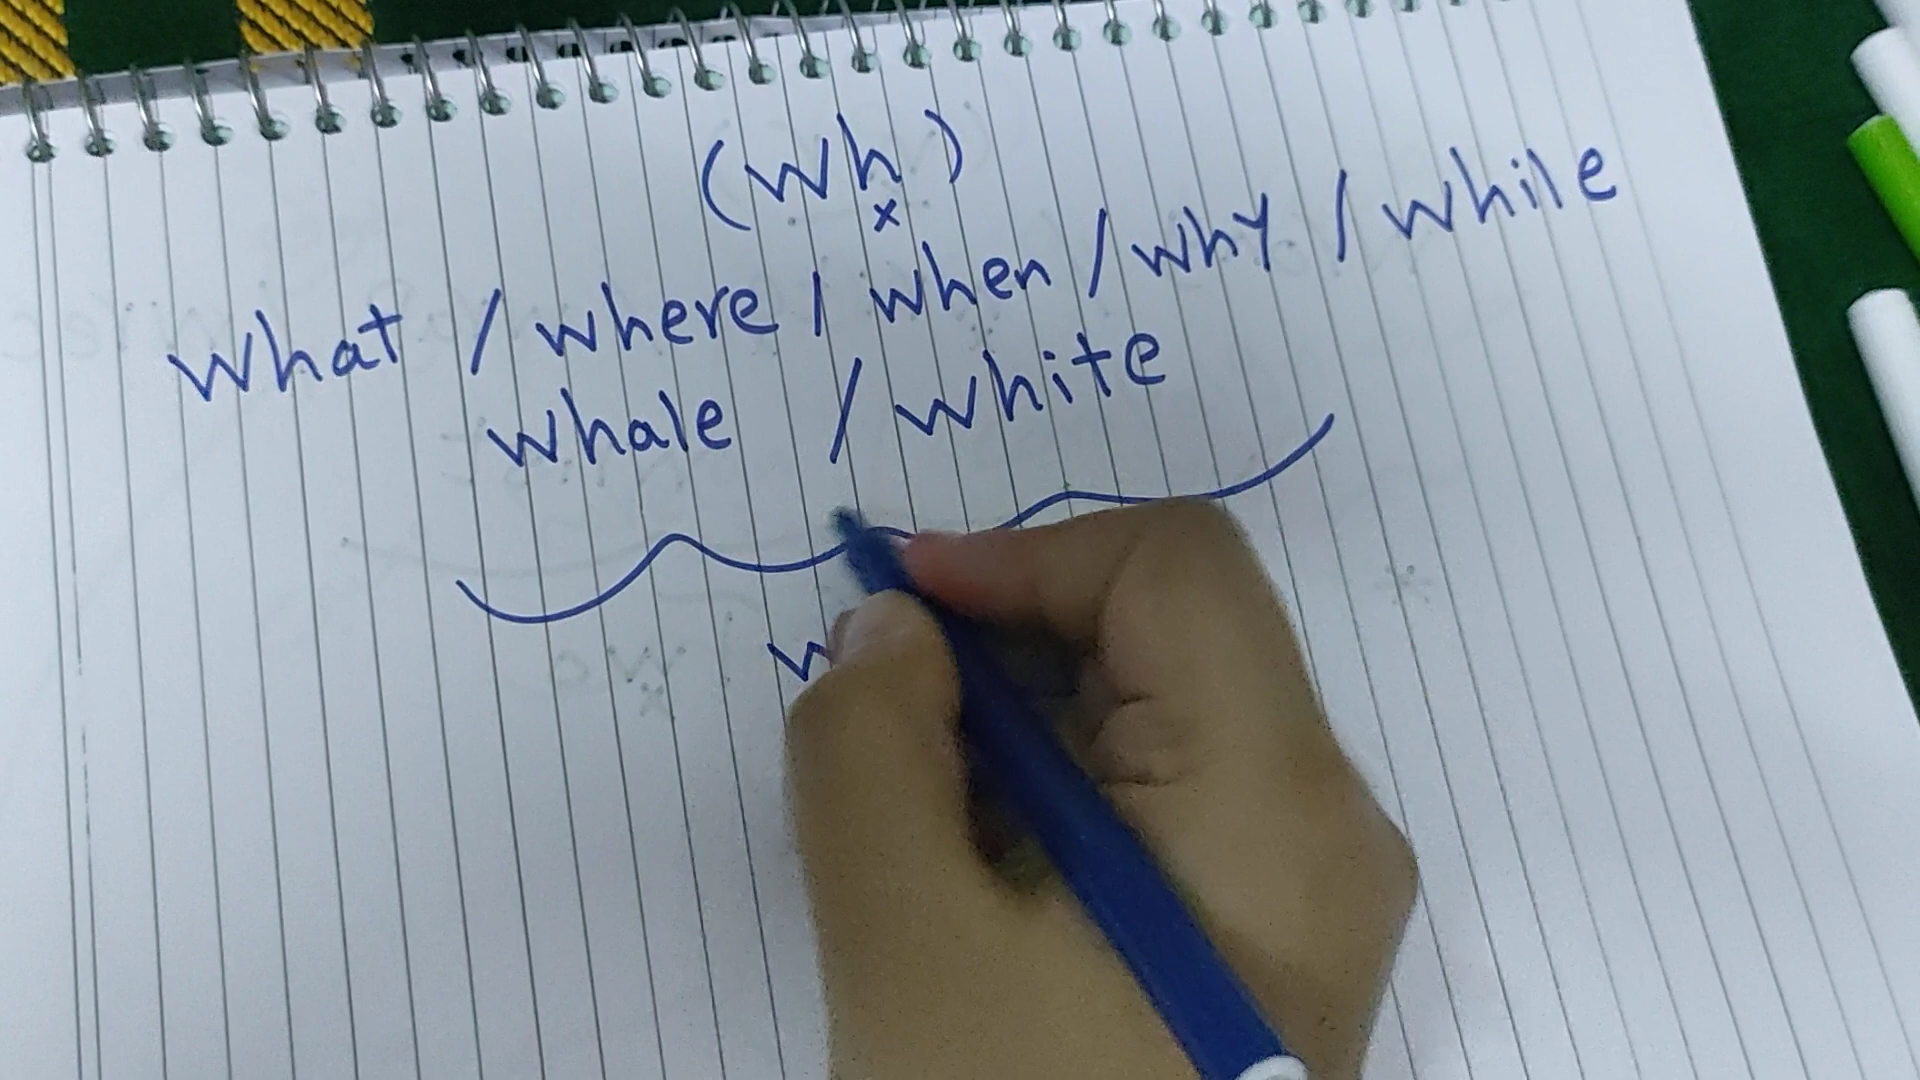 (wh)
x
what / where / when / why / while
whale / white
w